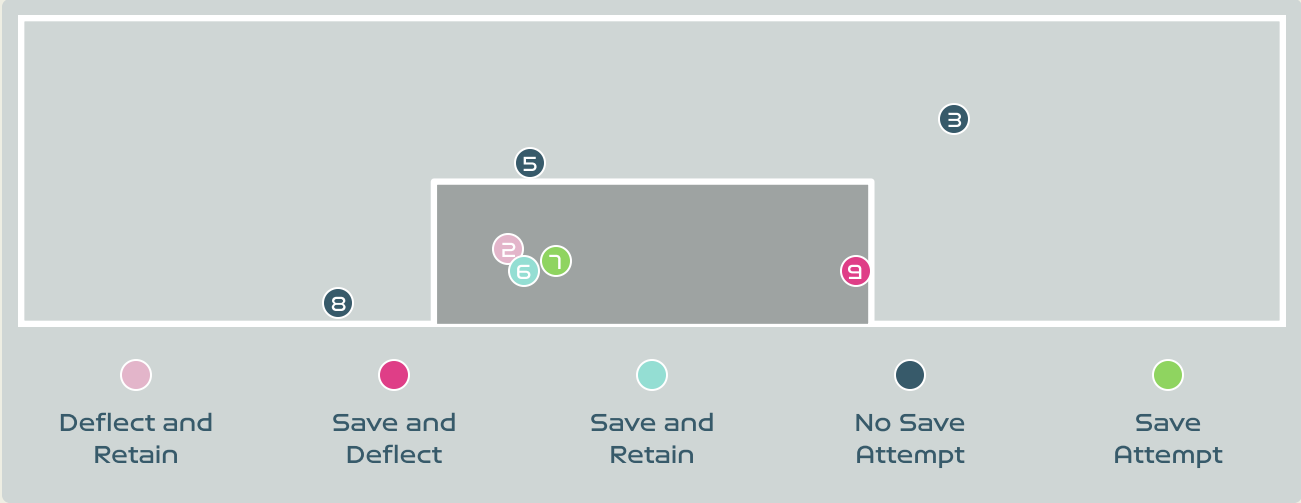 3
5
2
7
6
9
8
Deflect and
Retain
Save and
Deflect
Save and
Retain
No Save
Attempt
Save
Attempt